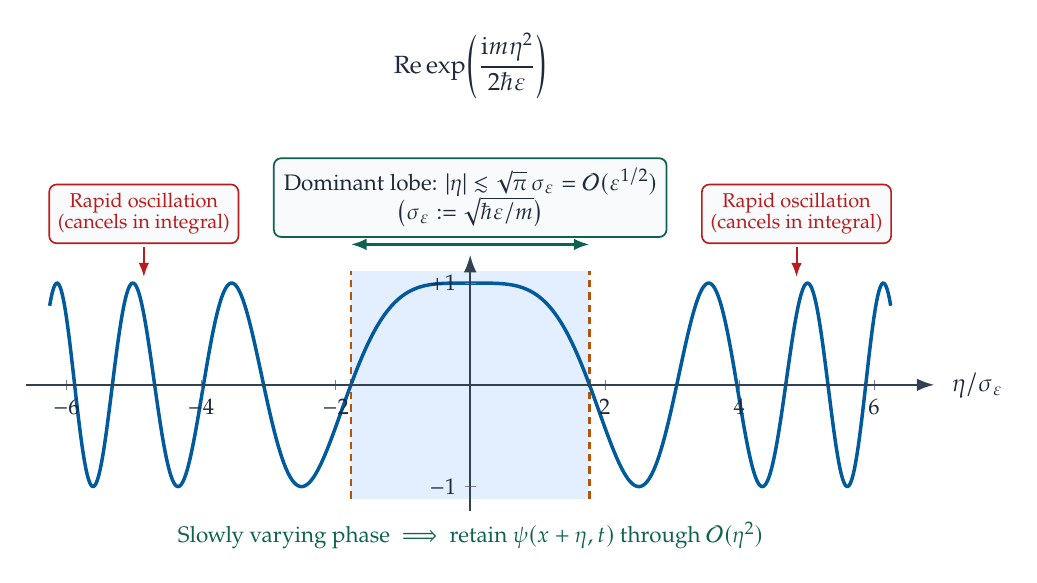 Re exp(imη²/2ħε)
Dominant lobe: |η| ≲ √π σ_ε = O(ε^{1/2})
(σ_ε := √(ħε/m))
Rapid oscillation
(cancels in integral)
Rapid oscillation
(cancels in integral)
+1
−6
−4
−2
2
4
6
η/σ_ε
−1
Slowly varying phase ⟹ retain ψ(x + η, t) through O(η²)